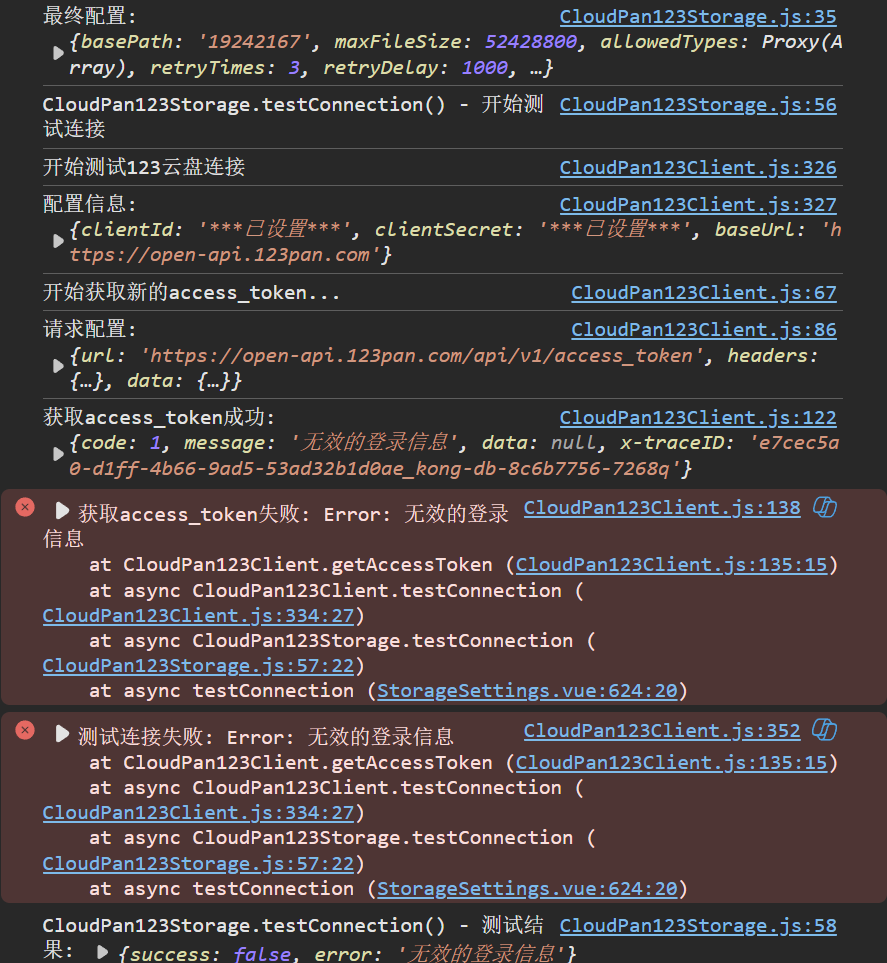 最终配置: CloudPan123Storage.js:35
{basePath: '19242167', maxFileSize: 52428800, allowedTypes: Proxy(A
rray), retryTimes: 3, retryDelay: 1000, …}
CloudPan123Storage.testConnection() - 开始测 CloudPan123Storage.js:56
试连接
开始测试123云盘连接 CloudPan123Client.js:326
配置信息: CloudPan123Client.js:327
{clientId: '***已设置***', clientSecret: '***已设置***', baseUrl: 'h
ttps://open-api.123pan.com'}
开始获取新的access_token... CloudPan123Client.js:67
请求配置: CloudPan123Client.js:86
{url: 'https://open-api.123pan.com/api/v1/access_token', headers:
{…}, data: {…}}
获取access_token成功: CloudPan123Client.js:122
{code: 1, message: '无效的登录信息', data: null, x-traceID: 'e7cec5a
0-d1ff-4b66-9ad5-53ad32b1d0ae_kong-db-8c6b7756-7268q'}
获取access_token失败: Error: 无效的登录 CloudPan123Client.js:138
信息
at CloudPan123Client.getAccessToken (CloudPan123Client.js:135:15)
at async CloudPan123Client.testConnection (
CloudPan123Client.js:334:27)
at async CloudPan123Storage.testConnection (
CloudPan123Storage.js:57:22)
at async testConnection (StorageSettings.vue:624:20)
测试连接失败: Error: 无效的登录信息 CloudPan123Client.js:352
at CloudPan123Client.getAccessToken (CloudPan123Client.js:135:15)
at async CloudPan123Client.testConnection (
CloudPan123Client.js:334:27)
at async CloudPan123Storage.testConnection (
CloudPan123Storage.js:57:22)
at async testConnection (StorageSettings.vue:624:20)
CloudPan123Storage.testConnection() - 测试结 CloudPan123Storage.js:58
果: {success: false, error: '无效的登录信息'}